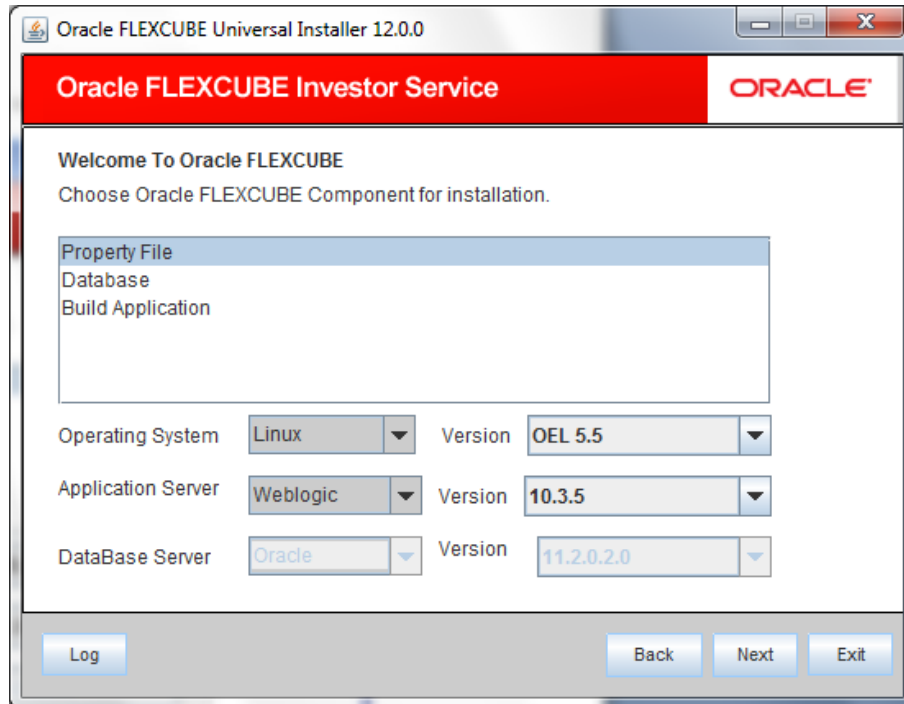 Oracle FLEXCUBE Universal Installer 12.0.0
Oracle FLEXCUBE Investor Service
ORACLE
Welcome To Oracle FLEXCUBE
Choose Oracle FLEXCUBE Component for installation.
Property File
Database
Build Application
Operating System Linux Version OEL 5.5
Application Server Weblogic Version 10.3.5
DataBase Server Oracle Version 11.2.0.2.0
Log Back Next Exit